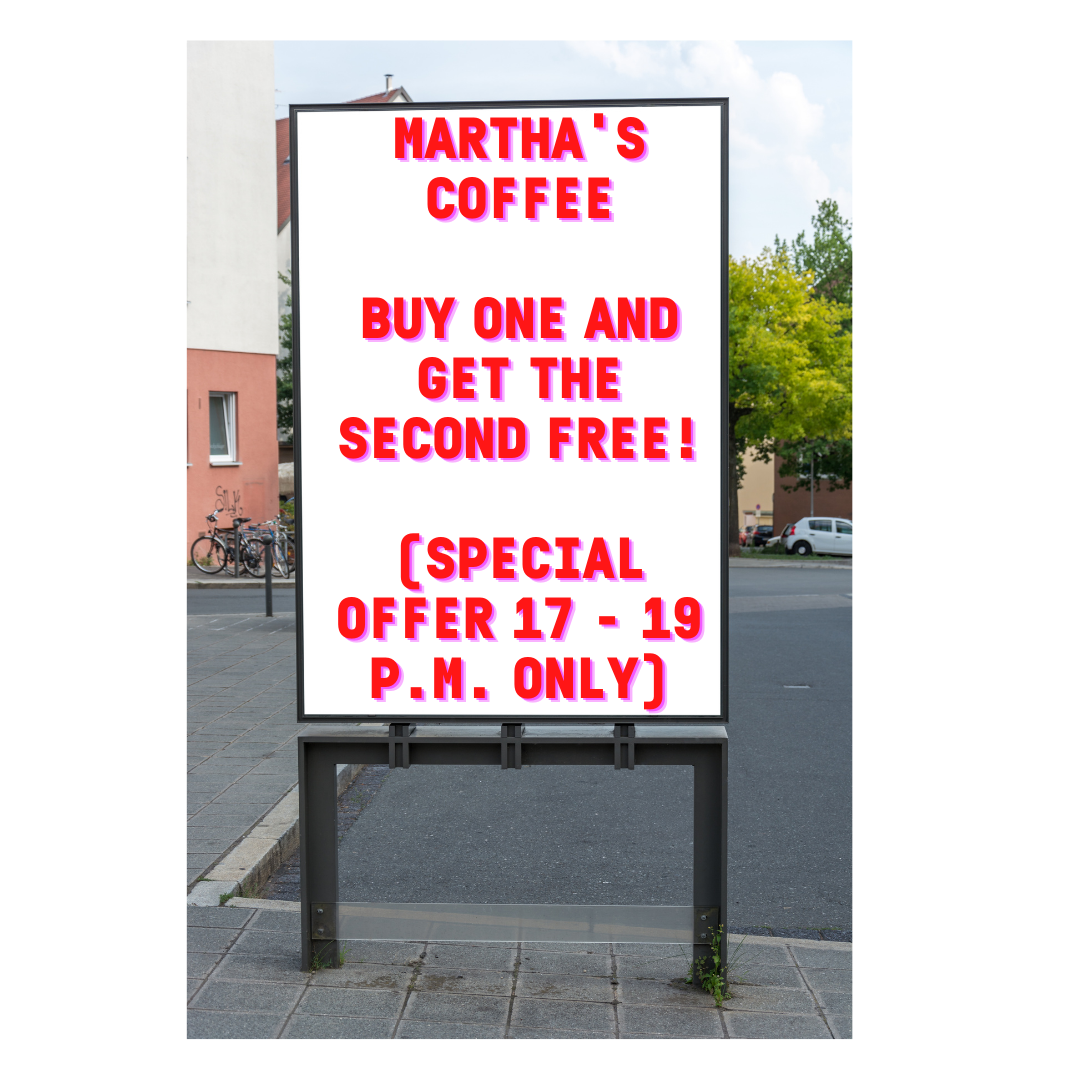 MARTHA'S
COFFEE
BUY ONE AND
GET THE
SECOND FREE!
(SPECIAL
OFFER 17 - 19
P.M. ONLY)